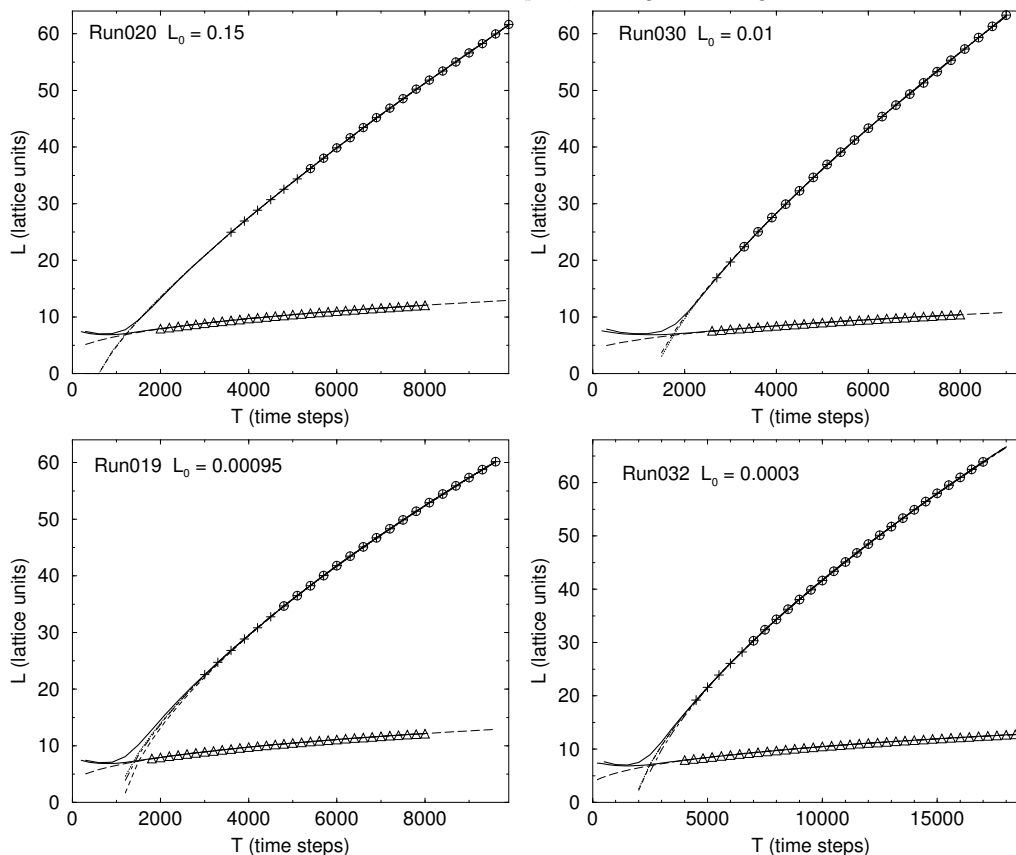 60
50
40
30
20
10
0
L (lattice units)
Run020 L₀ = 0.15
0 2000 4000 6000 8000
T (time steps)
60
50
40
30
20
10
0
L (lattice units)
Run030 L₀ = 0.01
0 2000 4000 6000 8000
T (time steps)
60
50
40
30
20
10
0
L (lattice units)
Run019 L₀ = 0.00095
0 2000 4000 6000 8000
T (time steps)
60
50
40
30
20
10
0
L (lattice units)
Run032 L₀ = 0.0003
0 5000 10000 15000
T (time steps)